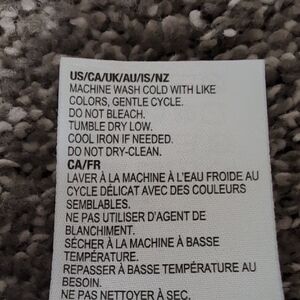 US/CA/UK/AU/IS/NZ
MACHINE WASH COLD WITH LIKE
COLORS, GENTLE CYCLE.
DO NOT BLEACH.
TUMBLE DRY LOW.
COOL IRON IF NEEDED.
DO NOT DRY-CLEAN.
CA/FR
LAVER À LA MACHINE À L'EAU FROIDE AU
CYCLE DÉLICAT AVEC DES COULEURS
SEMBLABLES.
NE PAS UTILISER D'AGENT DE
BLANCHIMENT.
SÉCHER À LA MACHINE À BASSE
TEMPÉRATURE.
REPASSER À BASSE TEMPÉRATURE AU
BESOIN.
NE PAS NETTOYER À SEC.